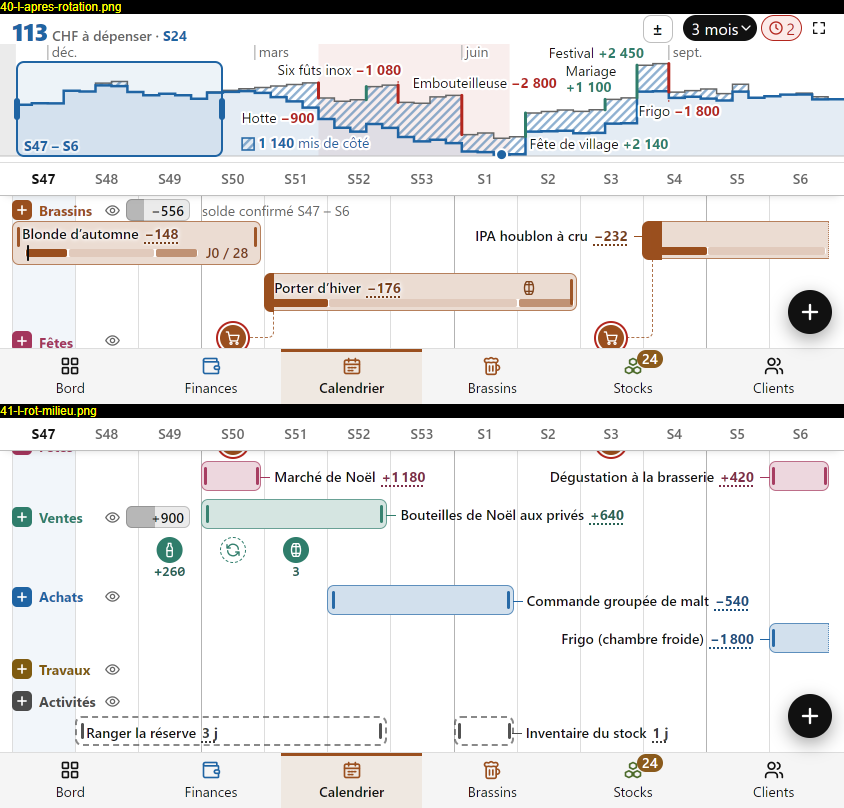 40-l-apres-rotation.png
113 CHF à dépenser · S24
± 3 mois 2
déc. mars juin sept.
Festival +2 450
Six fûts inox −1 080
Mariage
+1 100
Embouteilleuse −2 800
Hotte −900
Frigo −1 800
1 140 mis de côté
Fête de village +2 140
S47 – S6
S47 S48 S49 S50 S51 S52 S53 S1 S2 S3 S4 S5 S6
+ Brassins −556 solde confirmé S47 – S6
Blonde d’automne −148
J0 / 28
IPA houblon à cru −232
Porter d’hiver −176
+
+ Fêtes
24
Bord Finances Calendrier Brassins Stocks Clients
41-l-rot-milieu.png
S47 S48 S49 S50 S51 S52 S53 S1 S2 S3 S4 S5 S6
Marché de Noël +1 180
Dégustation à la brasserie +420
+ Ventes +900
Bouteilles de Noël aux privés +640
+260
3
+ Achats
Commande groupée de malt −540
Frigo (chambre froide) −1 800
+ Travaux
+ Activités
+
Ranger la réserve 3 j
Inventaire du stock 1 j
24
Bord Finances Calendrier Brassins Stocks Clients